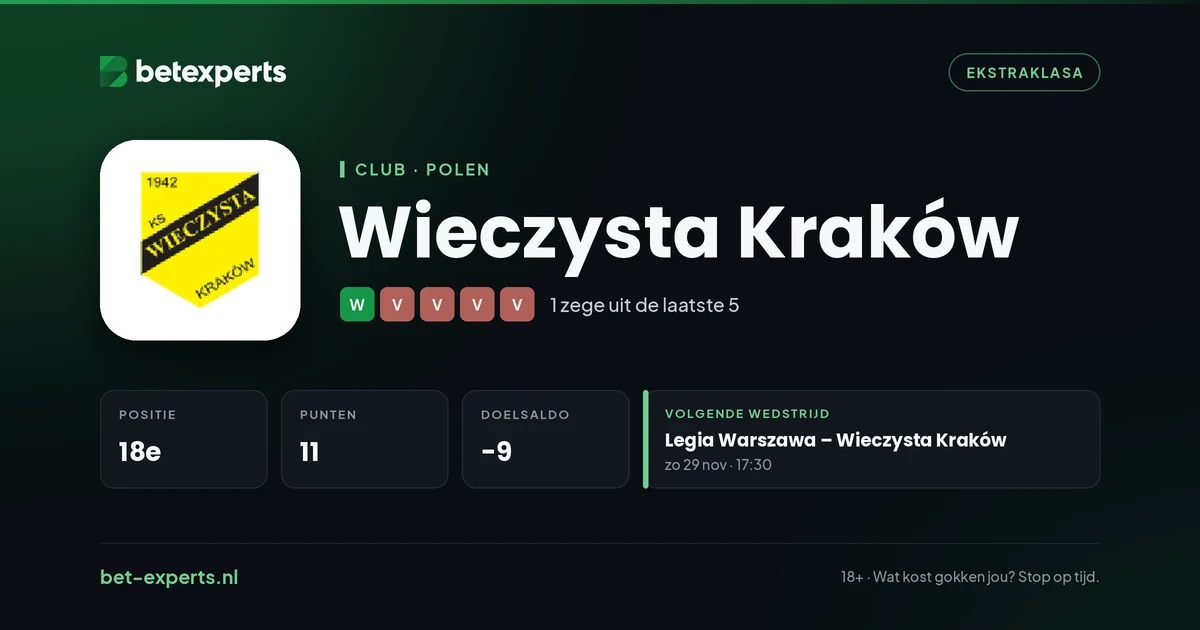 betexperts
EKSTRAKLASA
1942
KS
WIECZYSTA
KRAKÓW
CLUB · POLEN
Wieczysta Kraków
W V V V V 1 zege uit de laatste 5
POSITIE
18e
PUNTEN
11
DOELSALDO
-9
VOLGENDE WEDSTRIJD
Legia Warszawa – Wieczysta Kraków
zo 29 nov · 17:30
bet-experts.nl
18+ · Wat kost gokken jou? Stop op tijd.